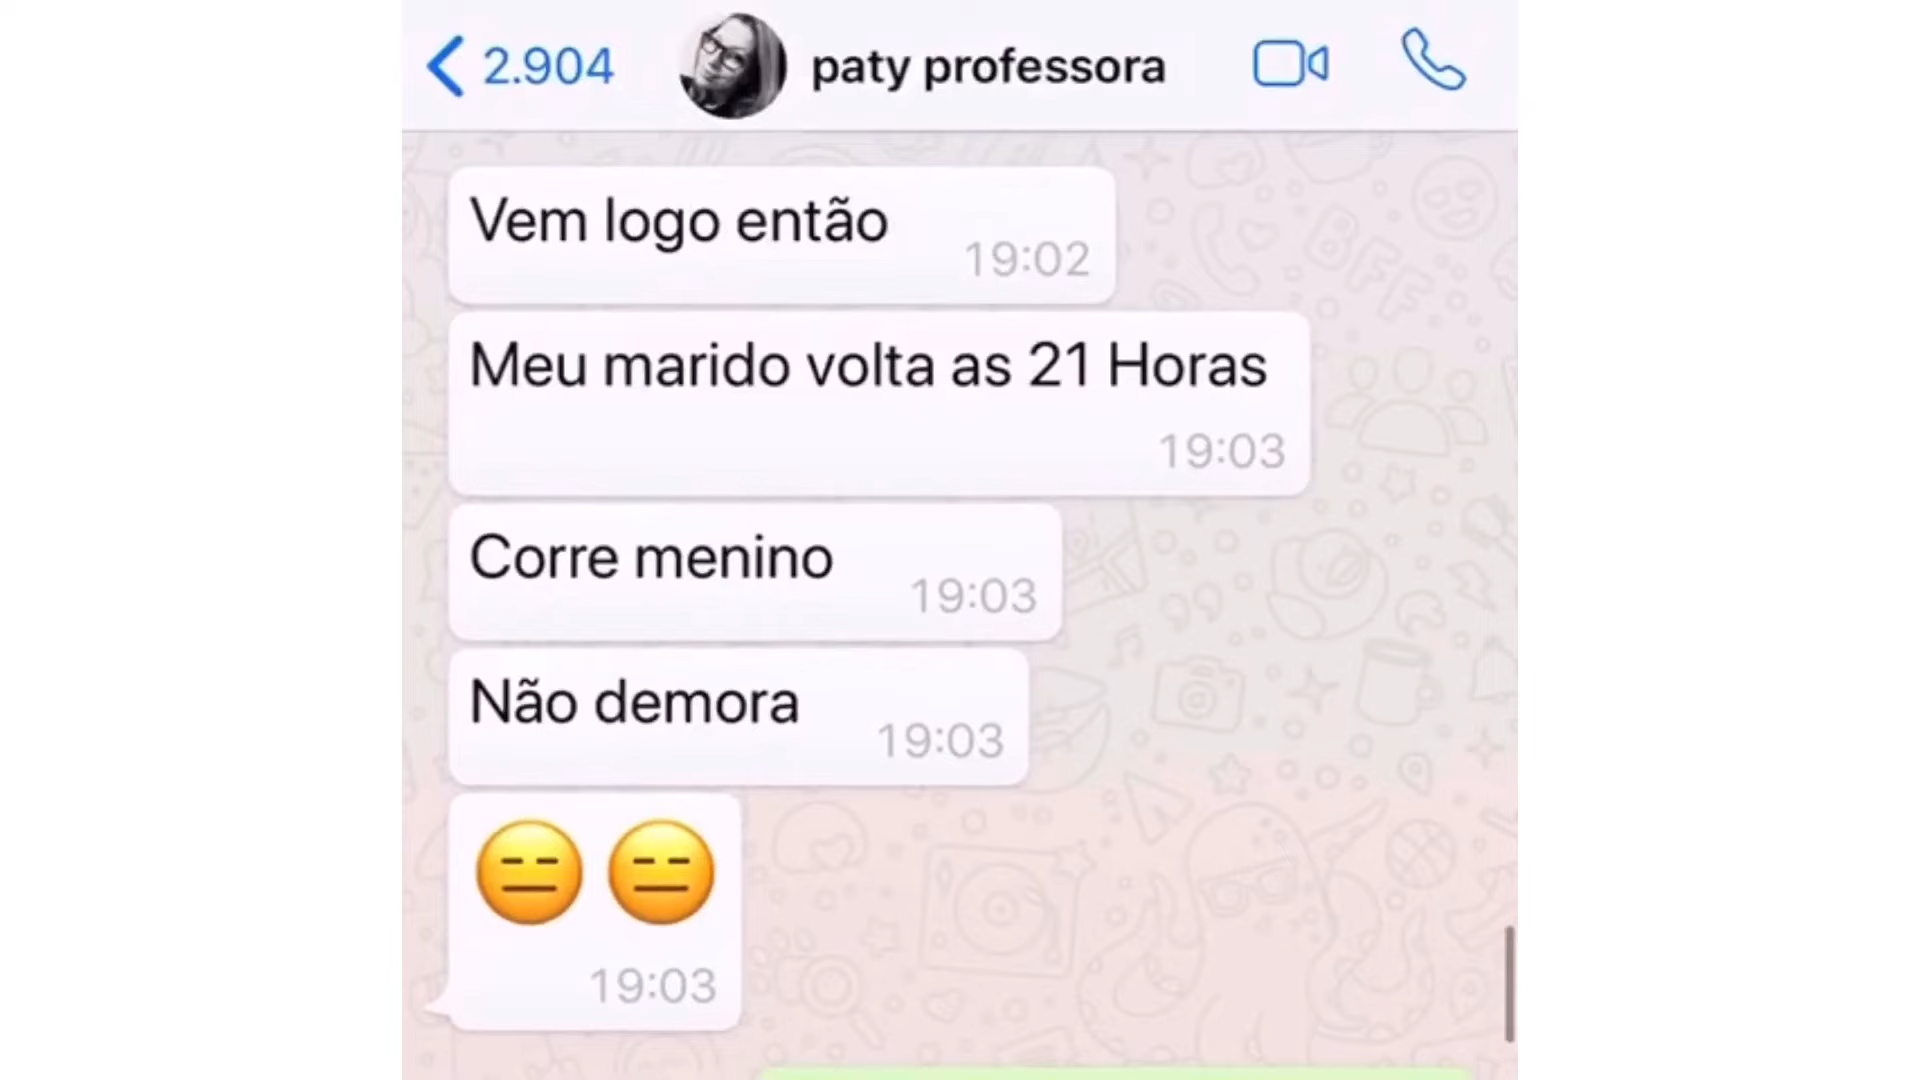 2.904 paty professora
Vem logo então
19:02
Meu marido volta as 21 Horas
19:03
Corre menino
19:03
Não demora
19:03
😑 😑
19:03